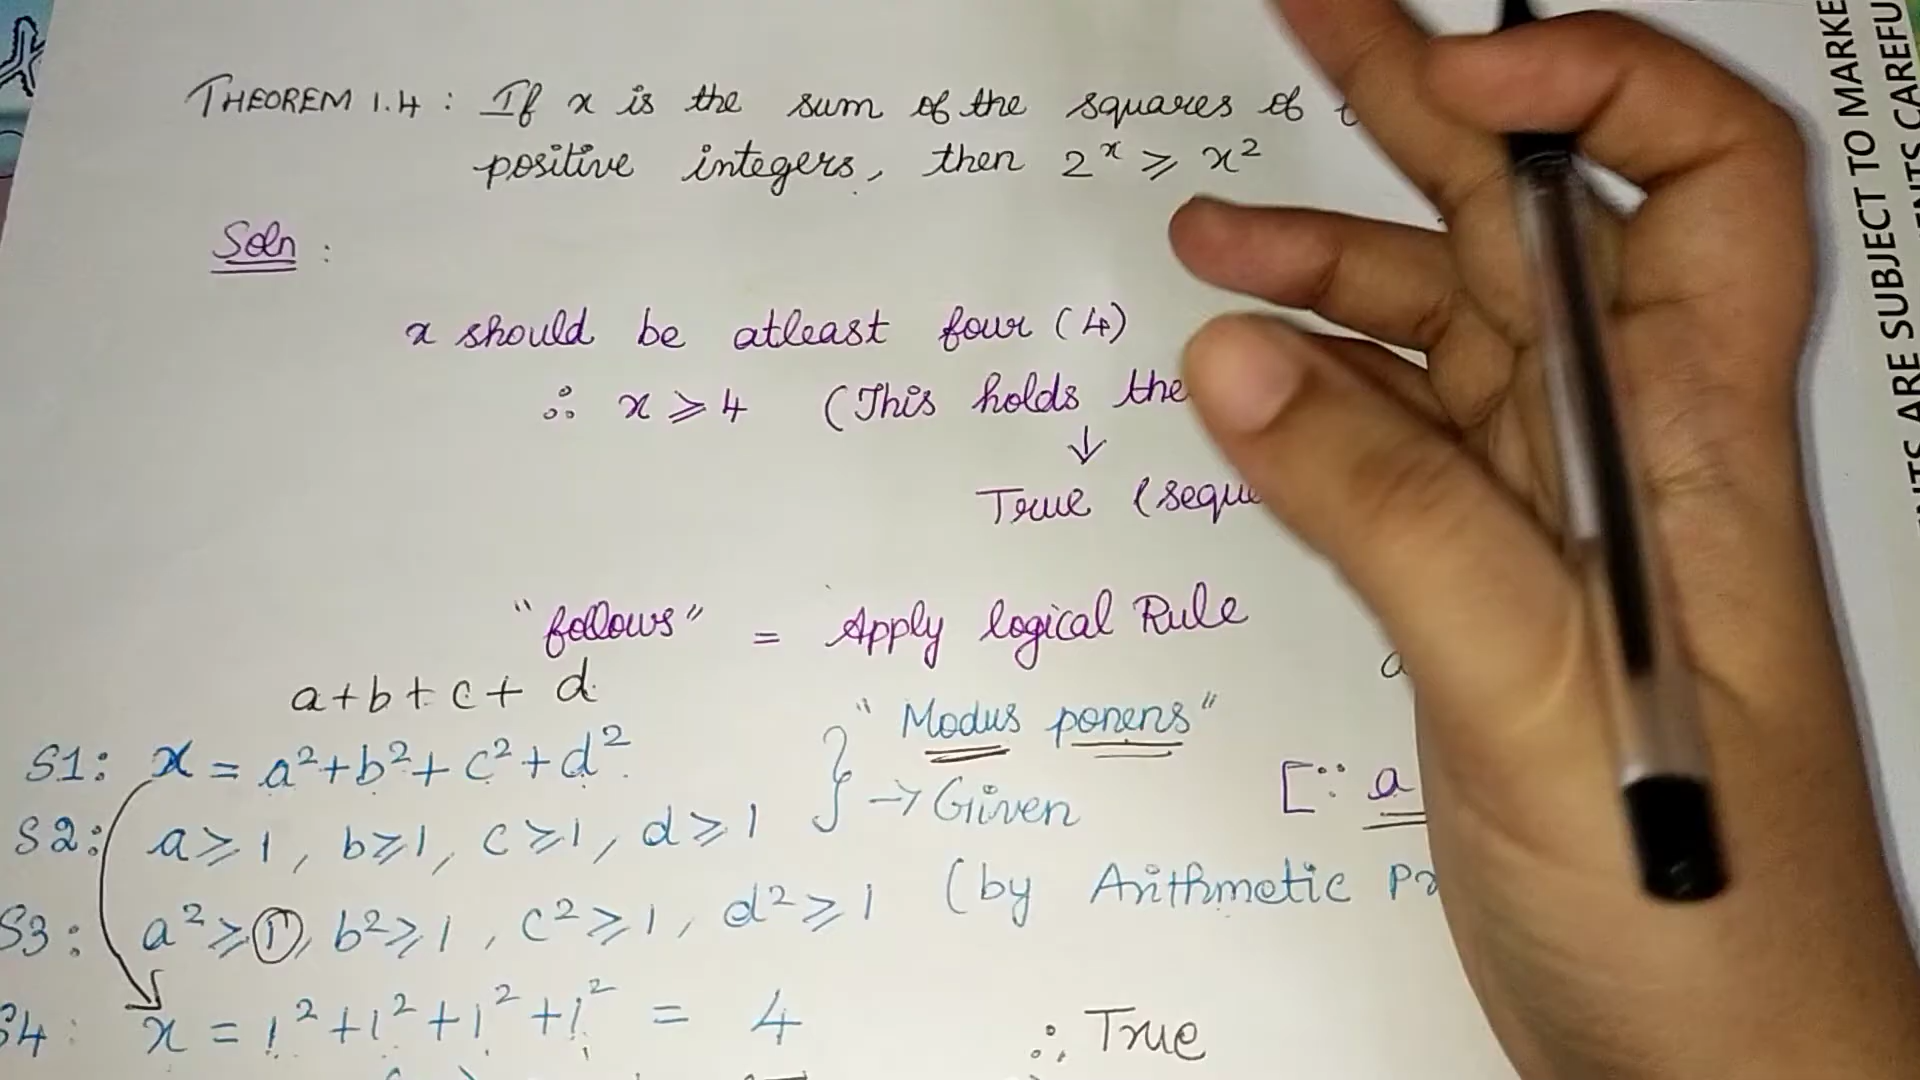 THEOREM 1.4 : If x is the sum of the squares of
positive integers, then 2^x ⩾ x²
Soln :
x should be atleast four (4)
∴ x ⩾ 4 (This holds the
↓
True (seque
"follows" = Apply logical Rule
a+b+c+ d
S1: x = a²+b²+c²+d² } "Modus ponens"
S2: a⩾1, b⩾1, c⩾1, d⩾1 → Given [∵ a
S3: a²⩾1, b²⩾1, c²⩾1, d²⩾1 (by Arithmetic Pr
S4: x = 1²+1²+1²+1² = 4 ∴ True
ARE SUBJECT TO MARKE
CAREFU